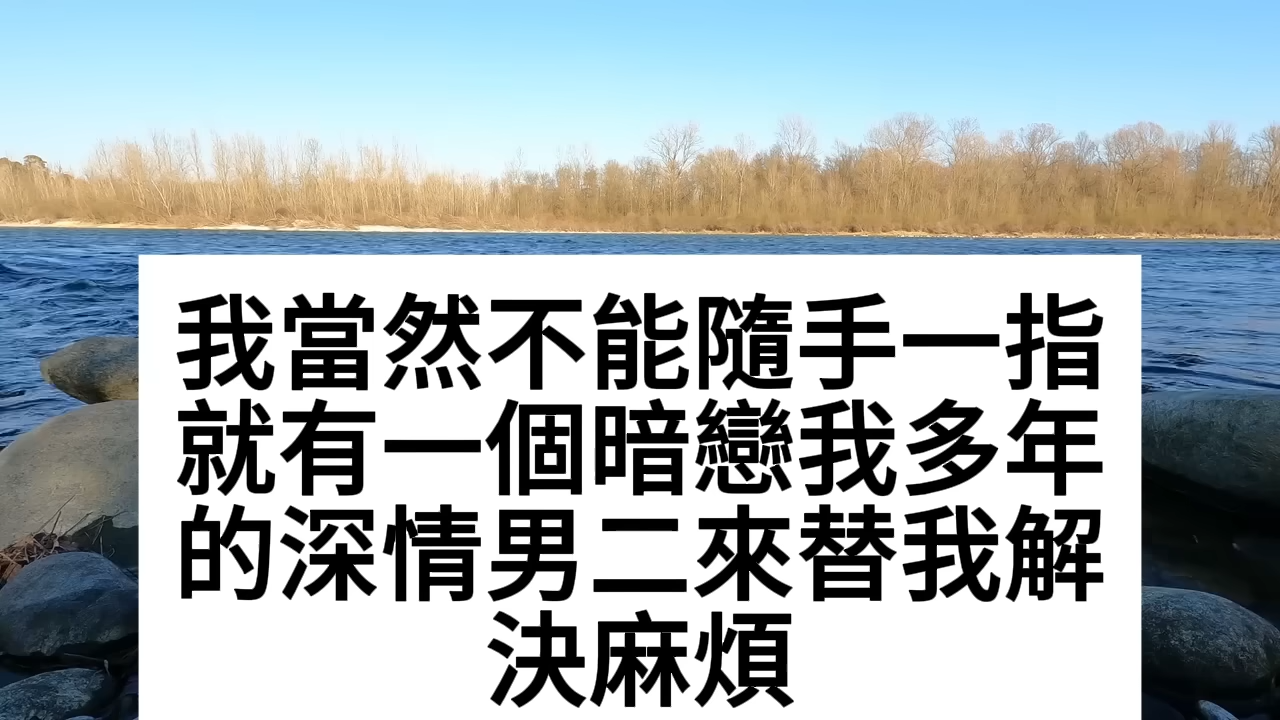 我當然不能隨手一指
就有一個暗戀我多年
的深情男二來替我解
決麻煩